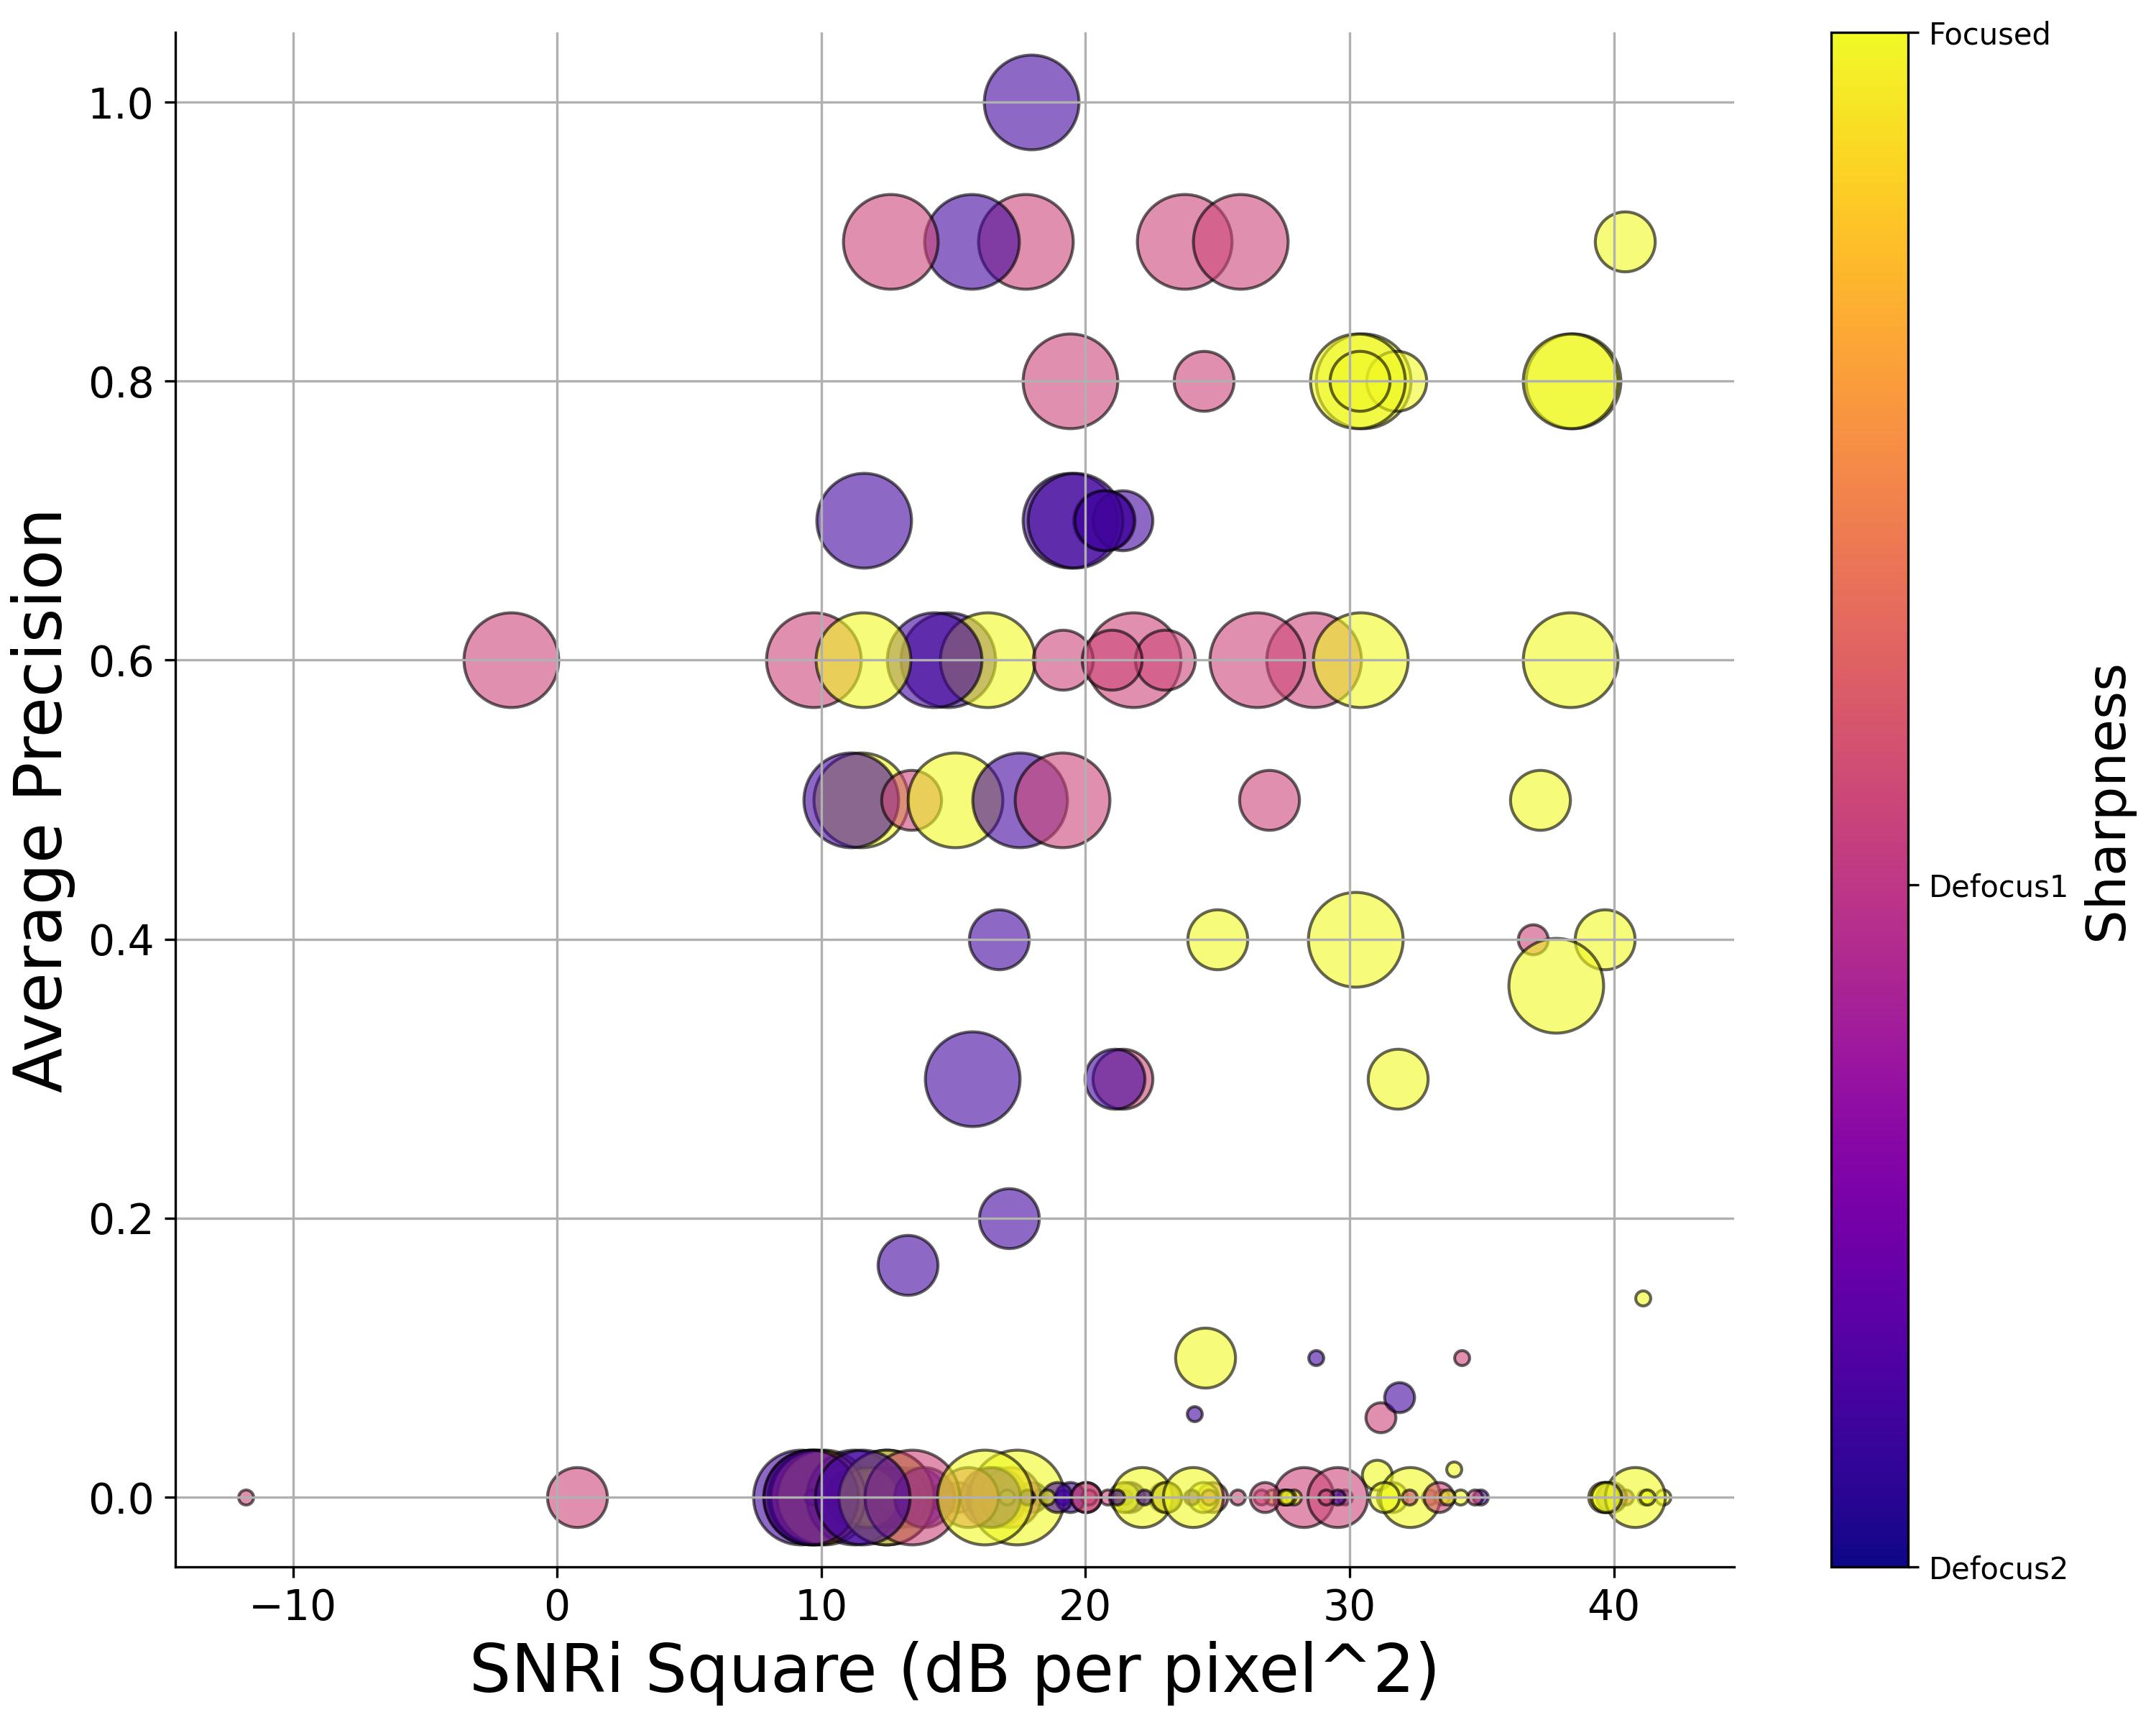 Average Precision
1.0
0.8
0.6
0.4
0.2
0.0
−10
0
10
20
30
40
SNRi Square (dB per pixel^2)
Focused
Defocus1
Defocus2
Sharpness